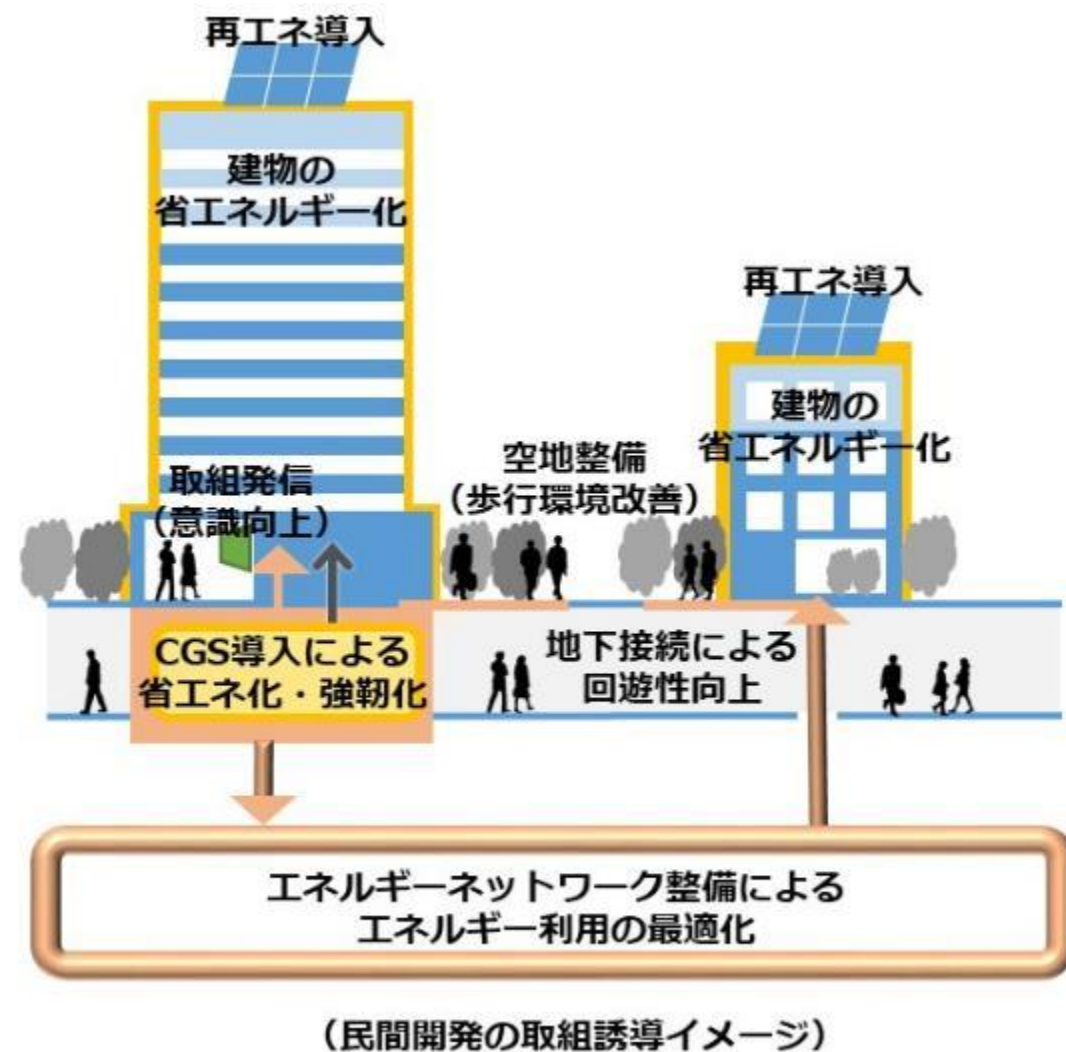 再エネ導入
建物の
省エネルギー化
再エネ導入
建物の
省エネルギー化
取組発信
（意識向上）
空地整備
（歩行環境改善）
CGS導入による
省エネ化・強靭化
地下接続による
回遊性向上
エネルギーネットワーク整備による
エネルギー利用の最適化
（民間開発の取組誘導イメージ）